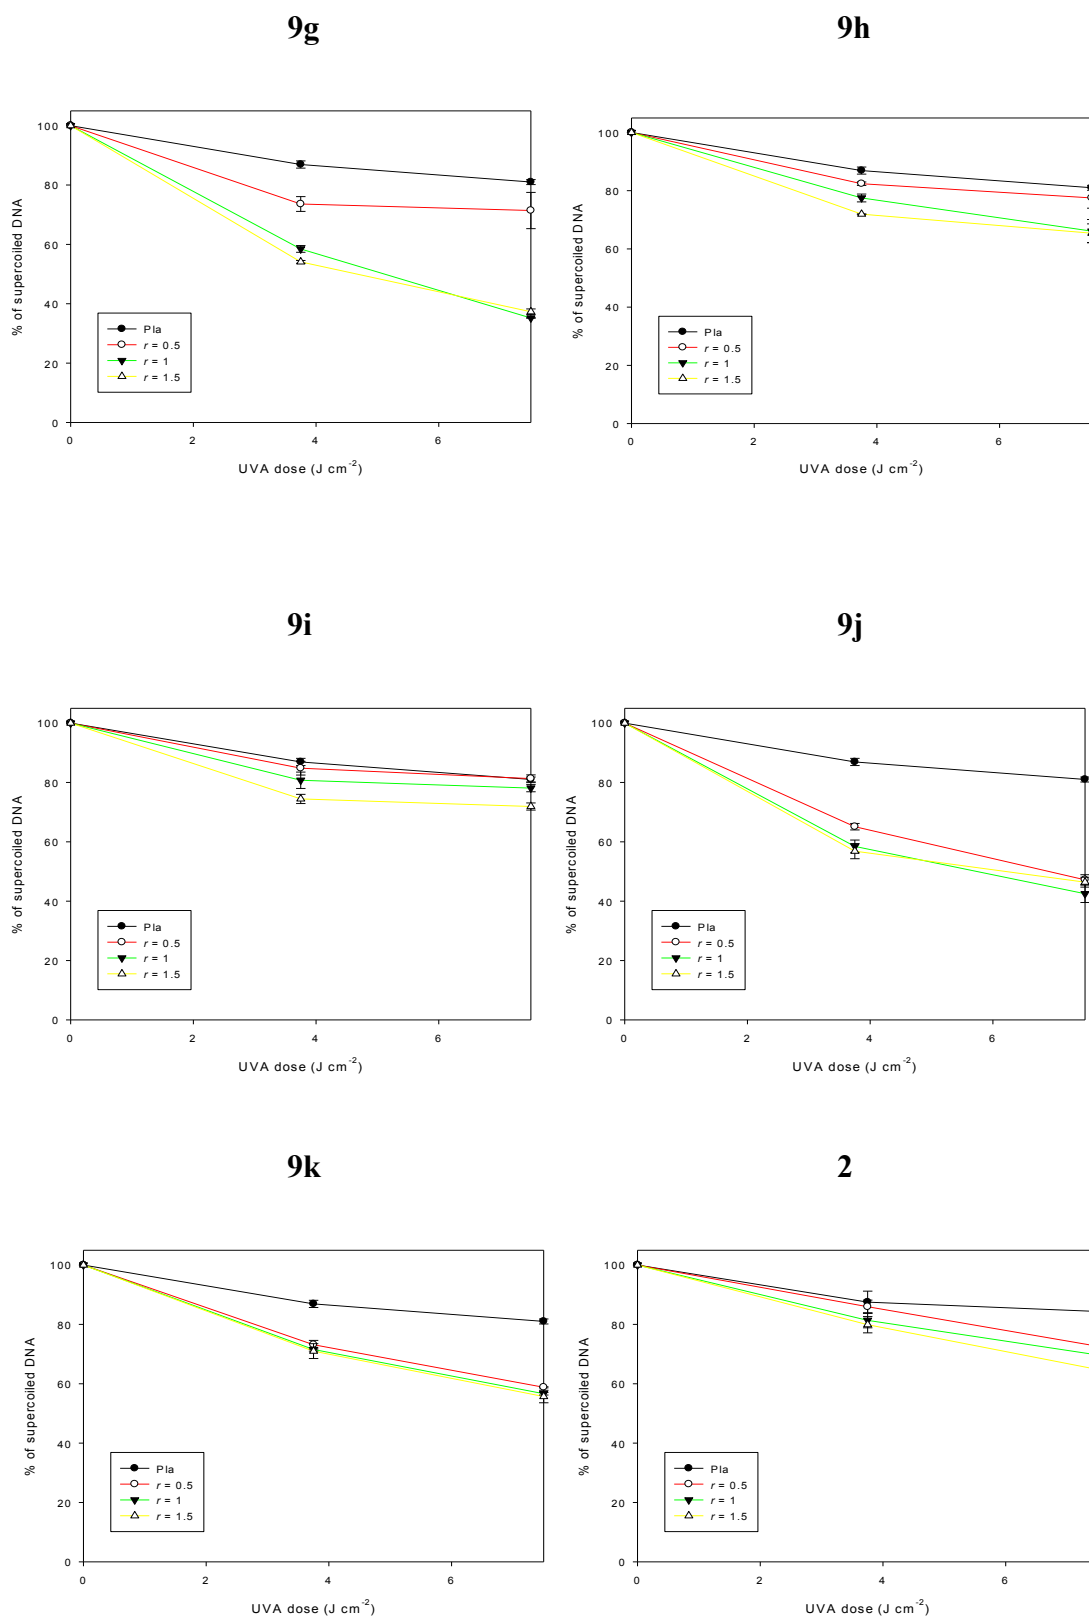 9g
9h
% of supercoiled DNA
100
80
60
40
20
0
Pla
r = 0.5
r = 1
r = 1.5
0 2 4 6
UVA dose (J cm-2)
% of supercoiled DNA
100
80
60
40
20
0
Pla
r = 0.5
r = 1
r = 1.5
0 2 4 6
UVA dose (J cm-2)
9i
9j
% of supercoiled DNA
100
80
60
40
20
0
Pla
r = 0.5
r = 1
r = 1.5
0 2 4 6
UVA dose (J cm-2)
% of supercoiled DNA
100
80
60
40
20
0
Pla
r = 0.5
r = 1
r = 1.5
0 2 4 6
UVA dose (J cm-2)
9k
2
% of supercoiled DNA
100
80
60
40
20
0
Pla
r = 0.5
r = 1
r = 1.5
0 2 4 6
UVA dose (J cm-2)
% of supercoiled DNA
100
80
60
40
20
0
Pla
r = 0.5
r = 1
r = 1.5
0 2 4 6
UVA dose (J cm-2)